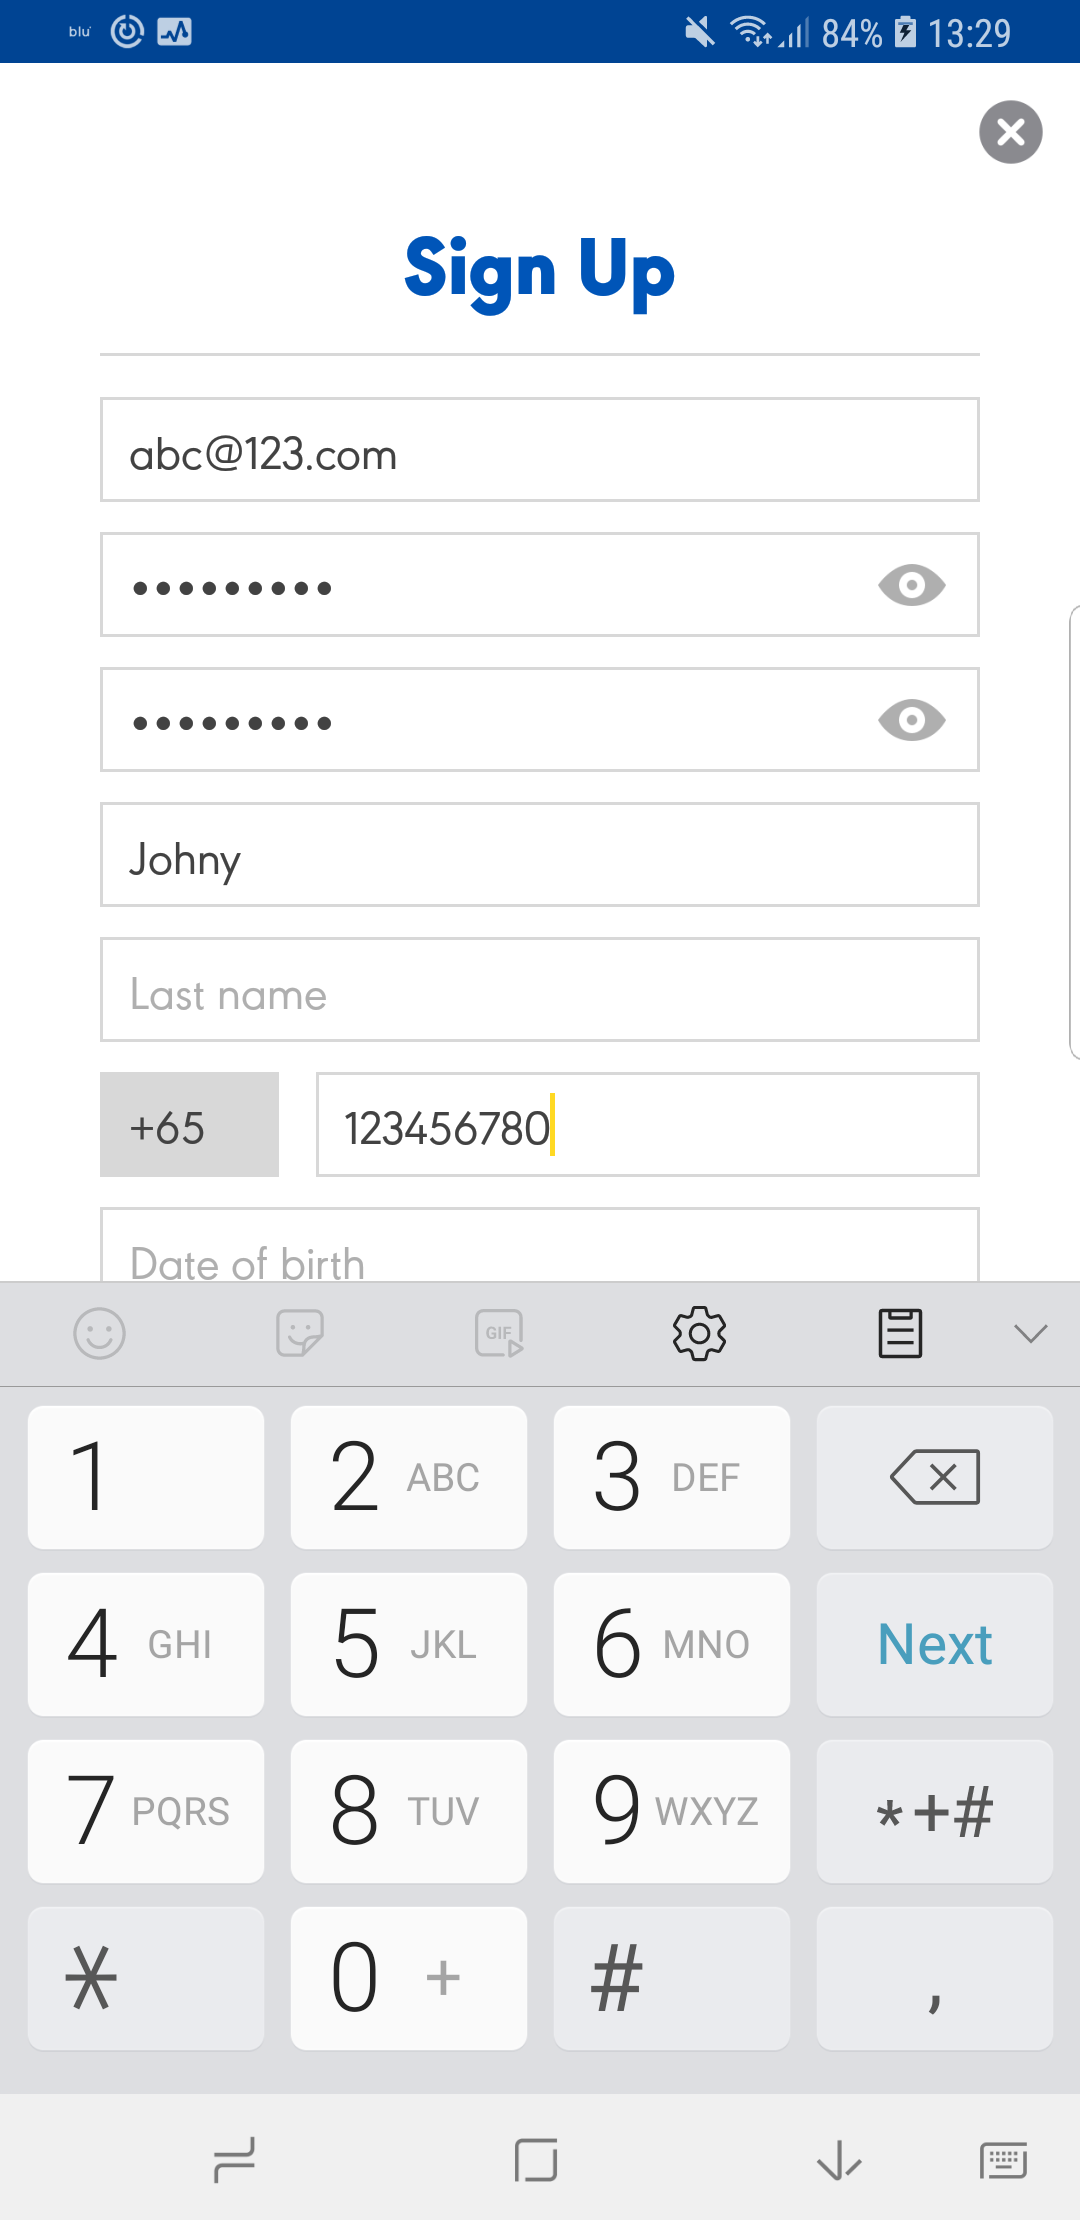 blu 84% 13:29
Sign Up
abc@123.com
•••••••••
•••••••••
Johny
Last name
+65 123456780
Date of birth
GIF
1 2 ABC 3 DEF
4 GHI 5 JKL 6 MNO Next
7 PQRS 8 TUV 9 WXYZ *+#
* 0 + # ,